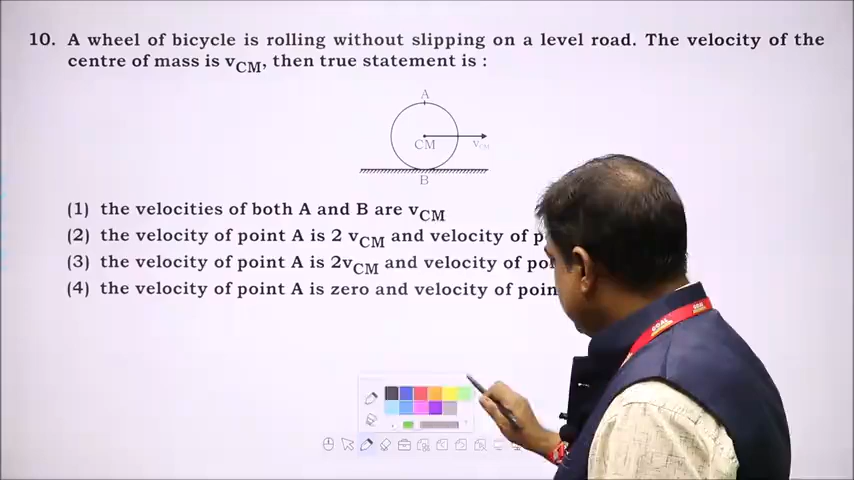 10. A wheel of bicycle is rolling without slipping on a level road. The velocity of the
centre of mass is vCM, then true statement is :
A
CM
vCM
B
(1) the velocities of both A and B are vCM
(2) the velocity of point A is 2 vCM and velocity of
(3) the velocity of point A is 2vCM and velocity of
(4) the velocity of point A is zero and velocity of
GOAL